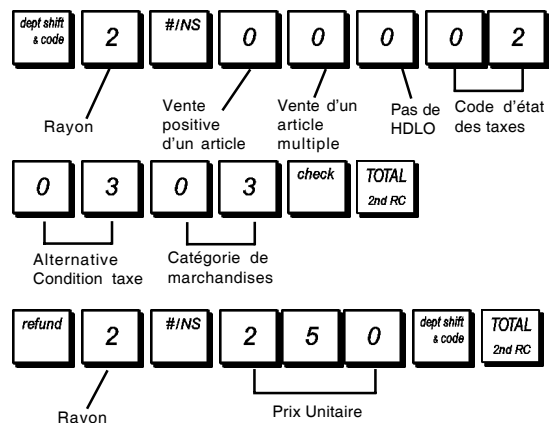 dept shift & code 2 #/NS 0 0 0 0 2
Rayon
Vente positive d'un article
Vente d'un article multiple
Pas de HDLO
Code d'état des taxes
0 3 0 3 check TOTAL 2nd RC
Alternative Condition taxe
Catégorie de marchandises
refund 2 #/NS 2 5 0 dept shift & code TOTAL 2nd RC
Rayon
Prix Unitaire